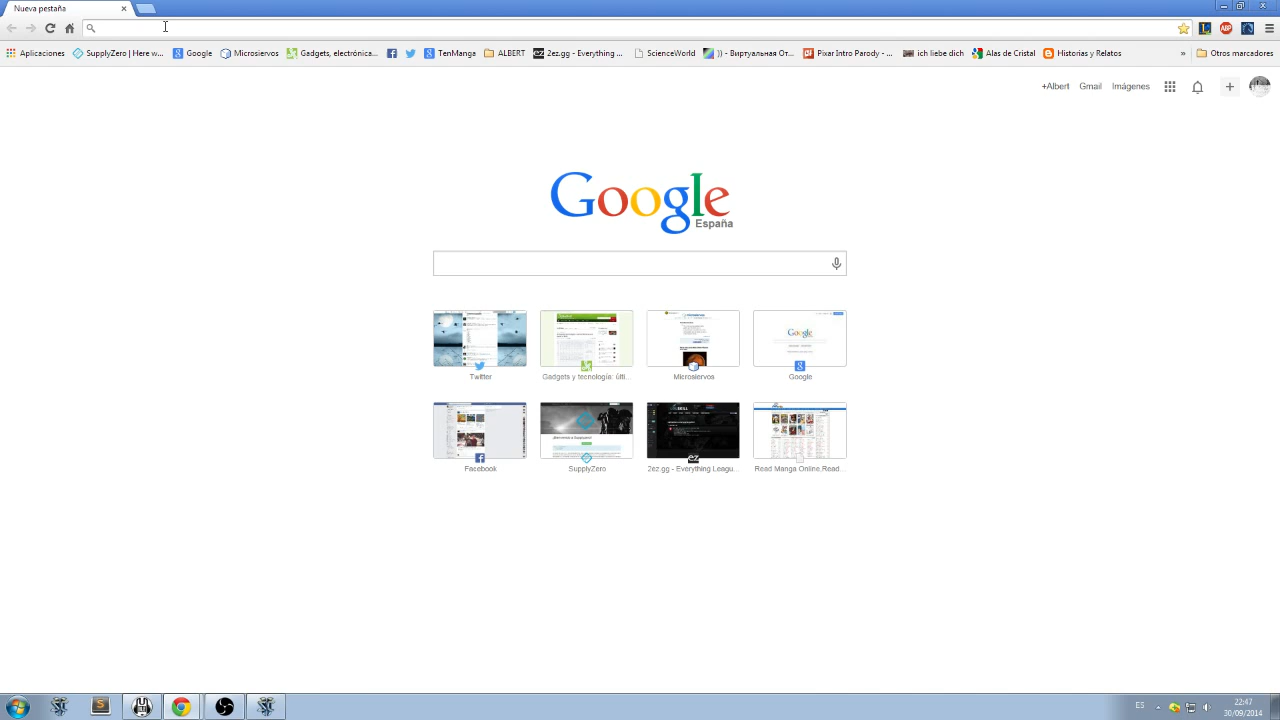 Nueva pestaña
Aplicaciones SupplyZero | Here w... Google Microsiervos Gadgets, electrónica... TenManga ALBERT 2ez.gg - Everything ... ScienceWorld )) - Виртуальная От... Pixar Intro Parody - ... ich liebe dich Alas de Cristal Historias y Relatos » Otros marcadores
+Albert Gmail Imágenes
Google
España
Twitter Gadgets y tecnología: últi... Microsiervos Google
Facebook SupplyZero 2ez.gg - Everything Leagu... Read Manga Online,Read...
ES 22:47
30/09/2014